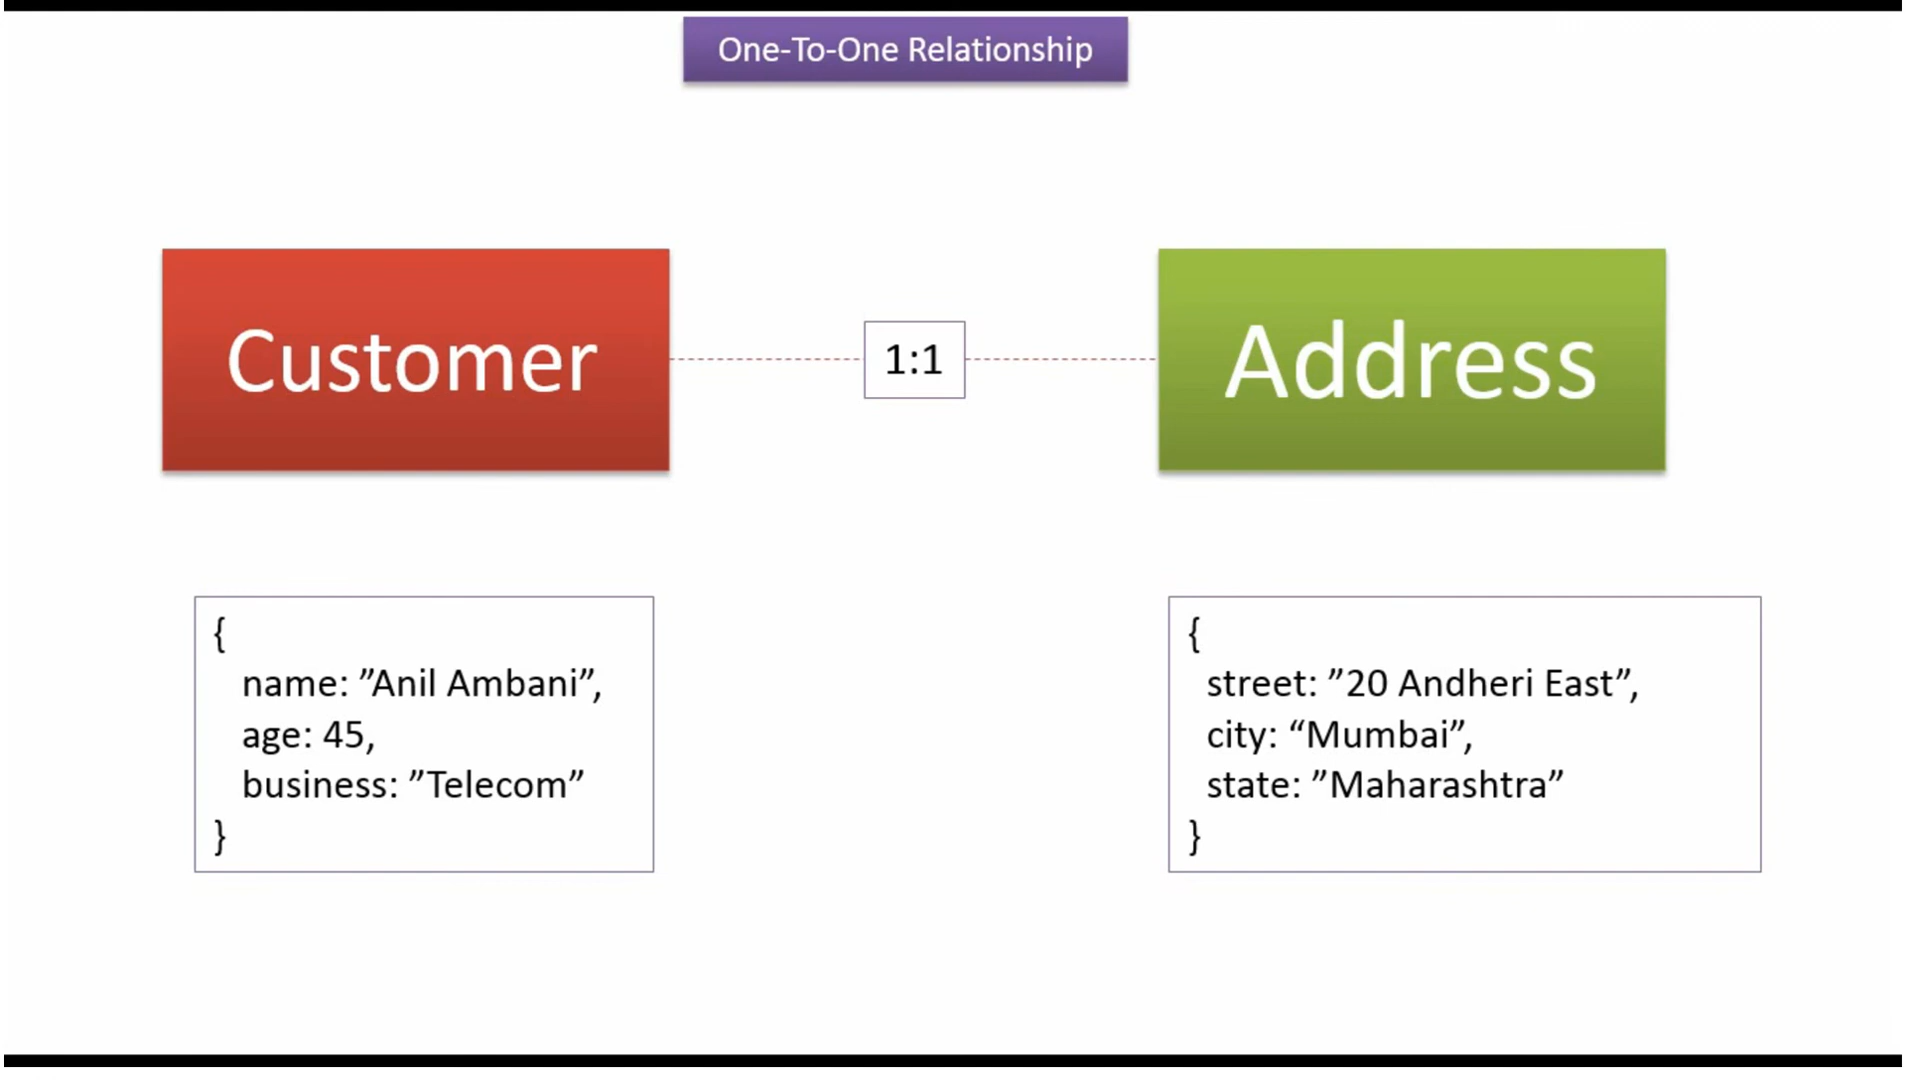 One-To-One Relationship
Customer
1:1
Address
{
name: ”Anil Ambani”,
age: 45,
business: ”Telecom”
}
{
street: ”20 Andheri East”,
city: “Mumbai”,
state: ”Maharashtra”
}